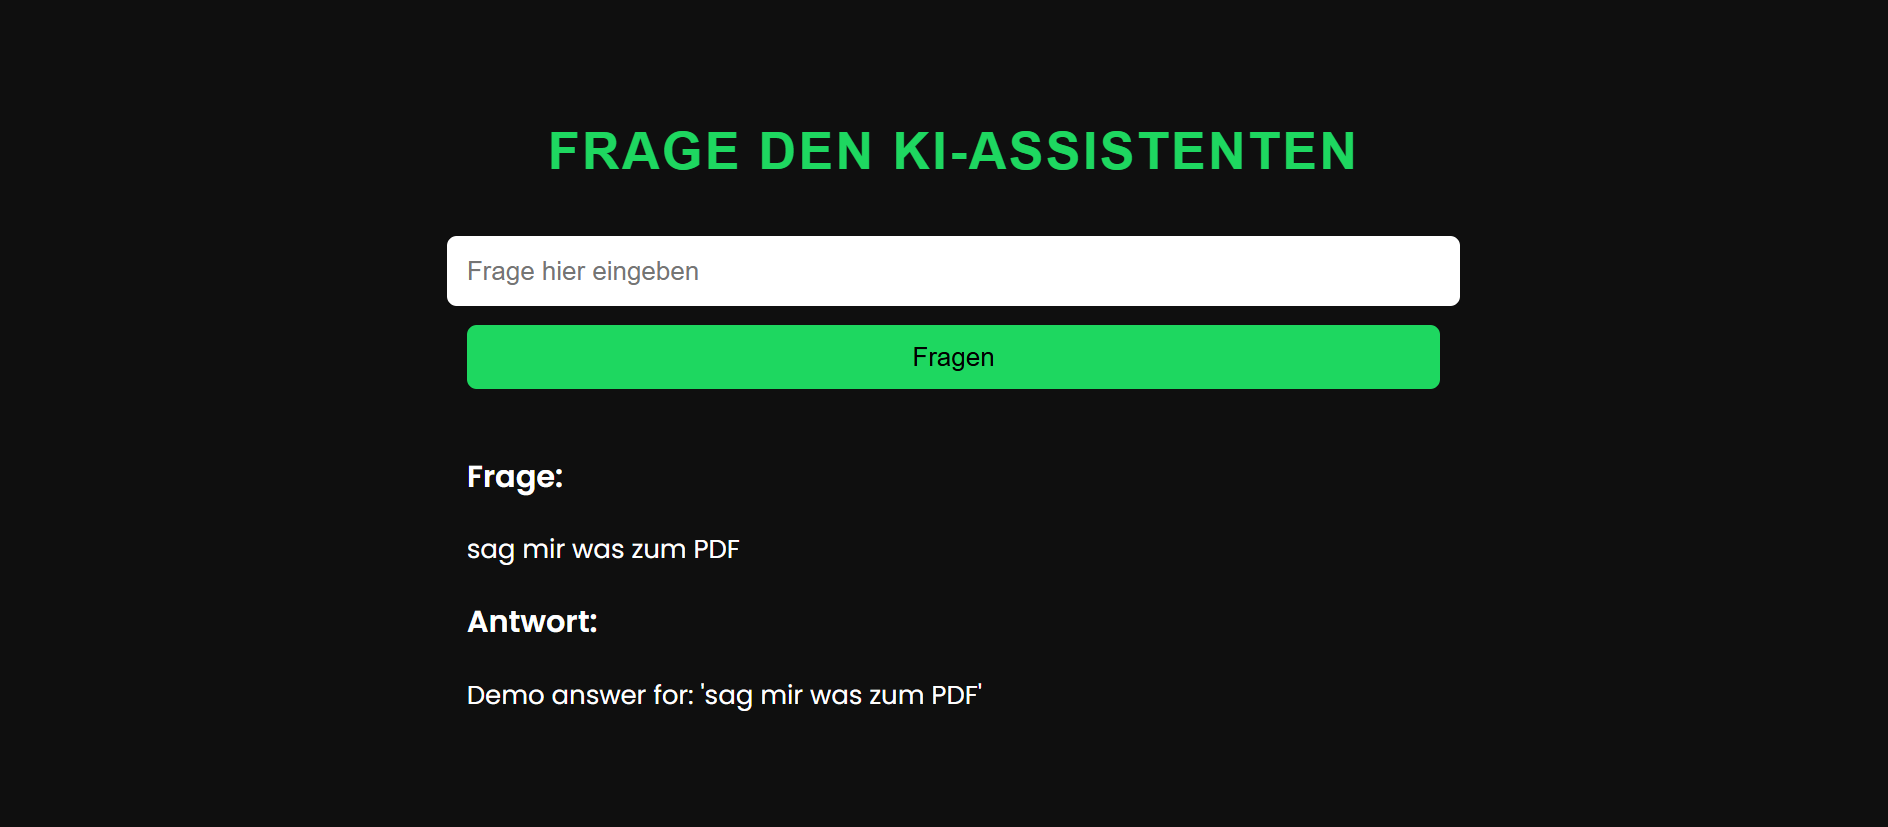 FRAGE DEN KI-ASSISTENTEN
Frage hier eingeben
Fragen
Frage:
sag mir was zum PDF
Antwort:
Demo answer for: 'sag mir was zum PDF'